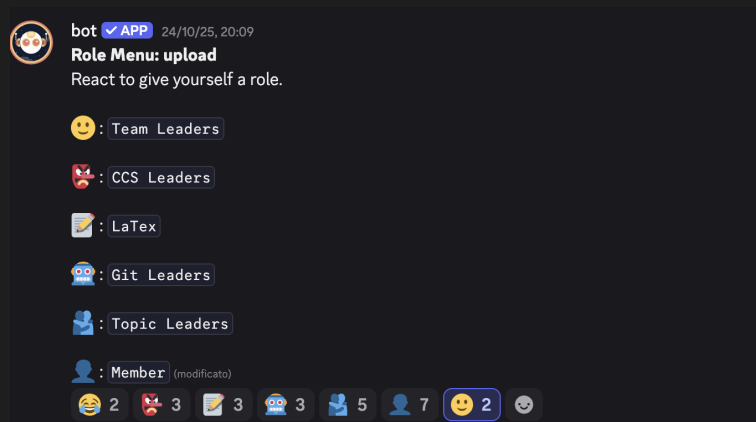 bot ✓ APP 24/10/25, 20:09
Role Menu: upload
React to give yourself a role.
: Team Leaders
: CCS Leaders
: LaTex
: Git Leaders
: Topic Leaders
: Member (modificato)
2 3 3 3 5 7 2